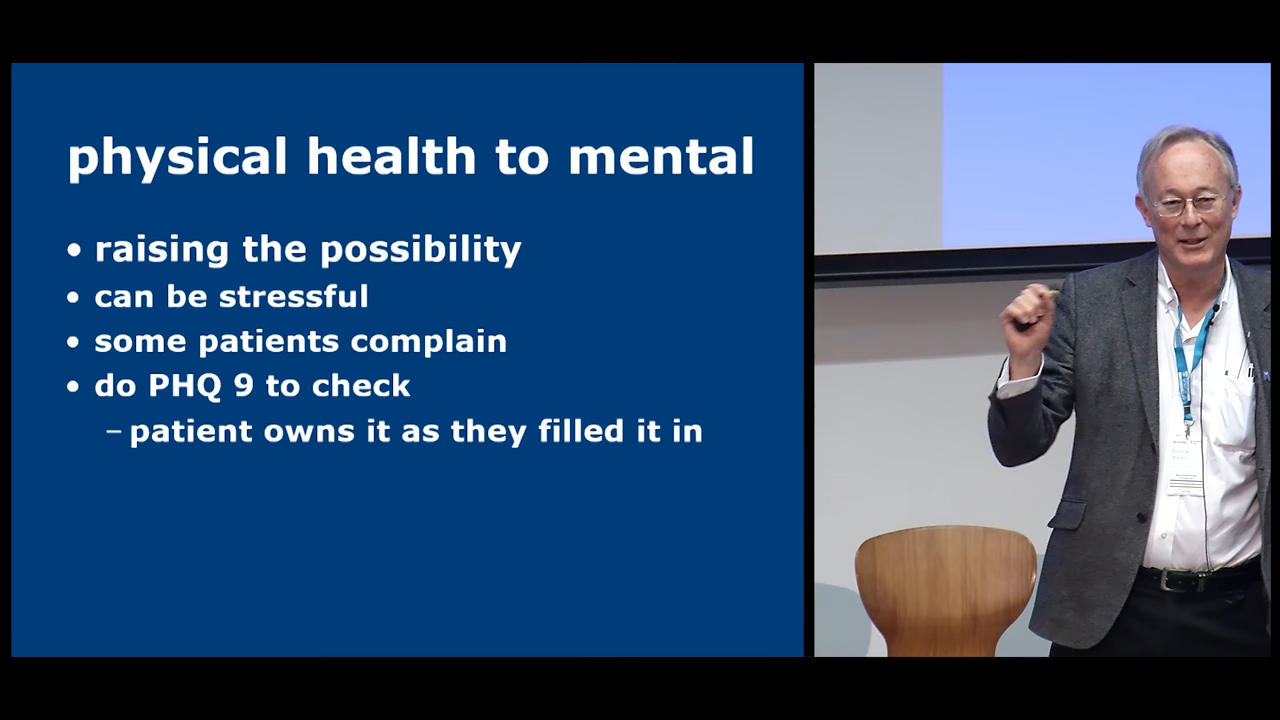 physical health to mental
• raising the possibility
• can be stressful
• some patients complain
• do PHQ 9 to check
– patient owns it as they filled it in